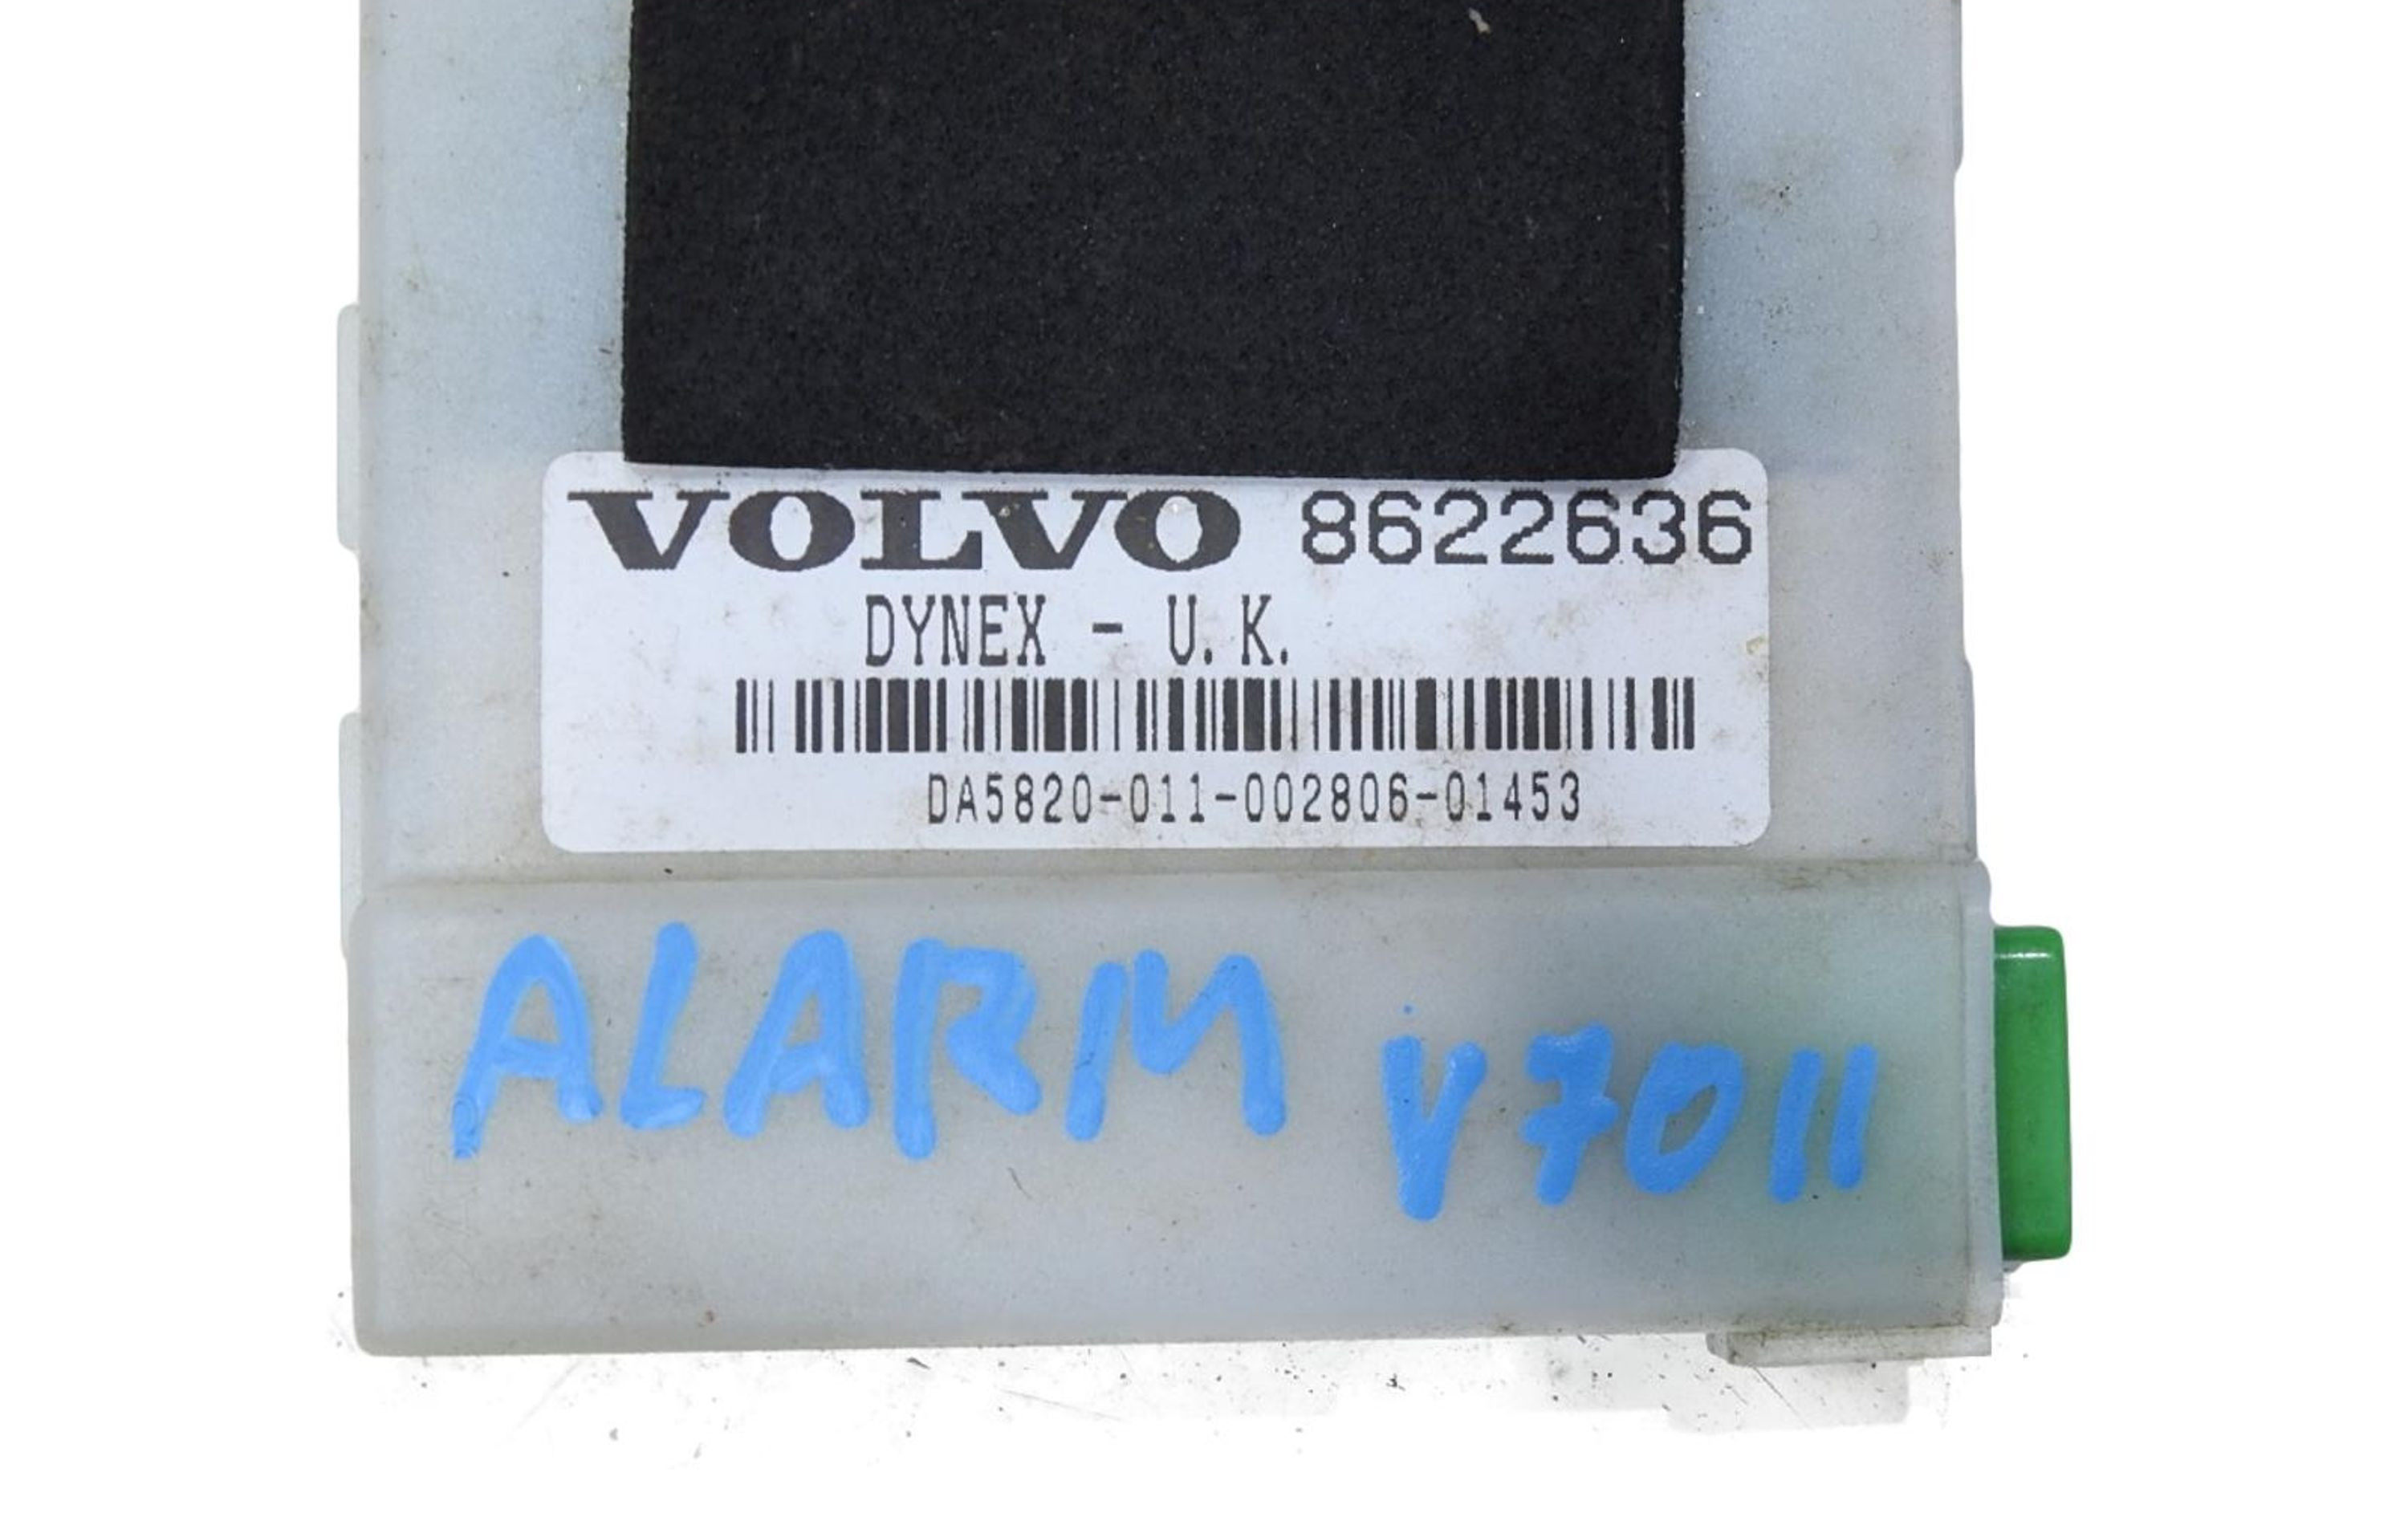 VOLVO 8622636
DYNEX - U.K.
DA5820-011-002806-01453
ALARM V70II